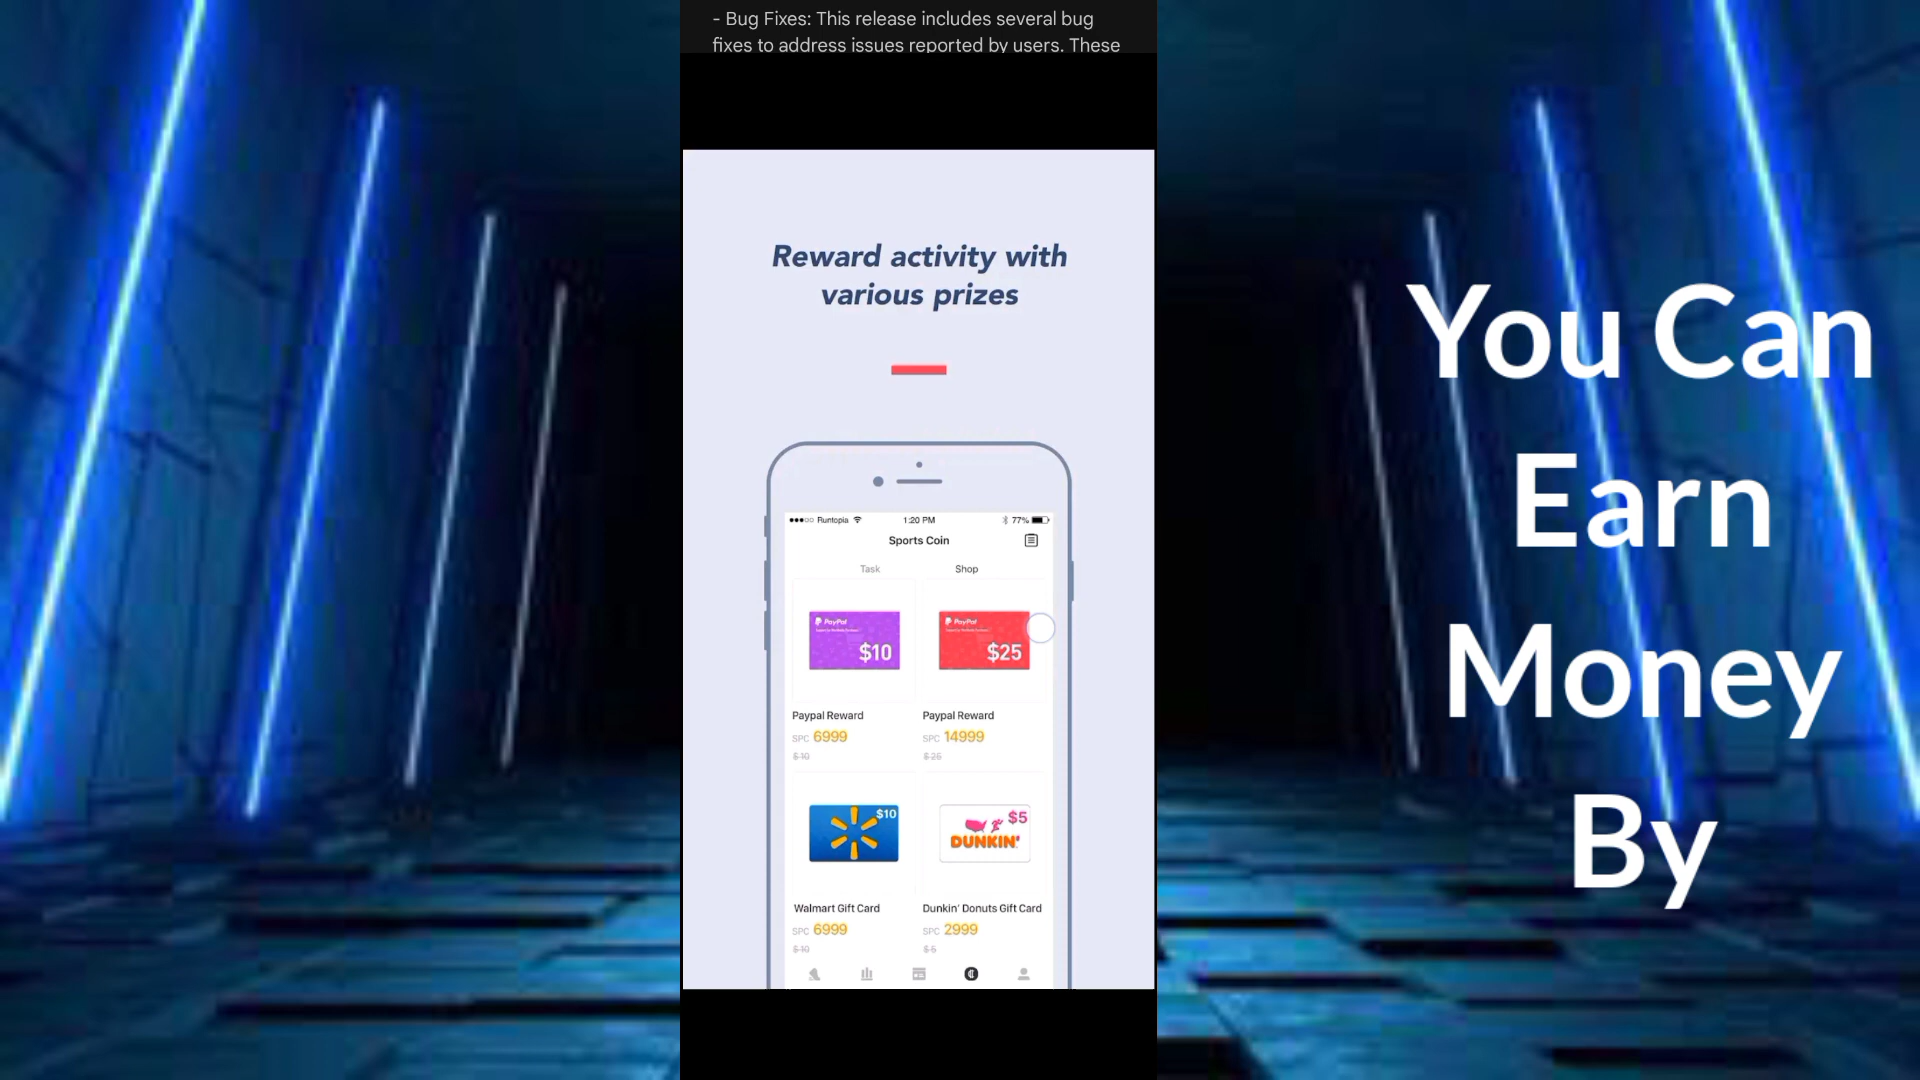 - Bug Fixes: This release includes several bug
fixes to address issues reported by users. These
Reward activity with
various prizes
Runtopia
1:20 PM
77%
Sports Coin
Task
Shop
PayPal
$10
PayPal
$25
Paypal Reward
SPC 6999
$ 10
Paypal Reward
SPC 14999
$ 25
$10
$5
DUNKIN'
Walmart Gift Card
SPC 6999
$ 10
Dunkin' Donuts Gift Card
SPC 2999
$ 5
You Can
Earn
Money
By